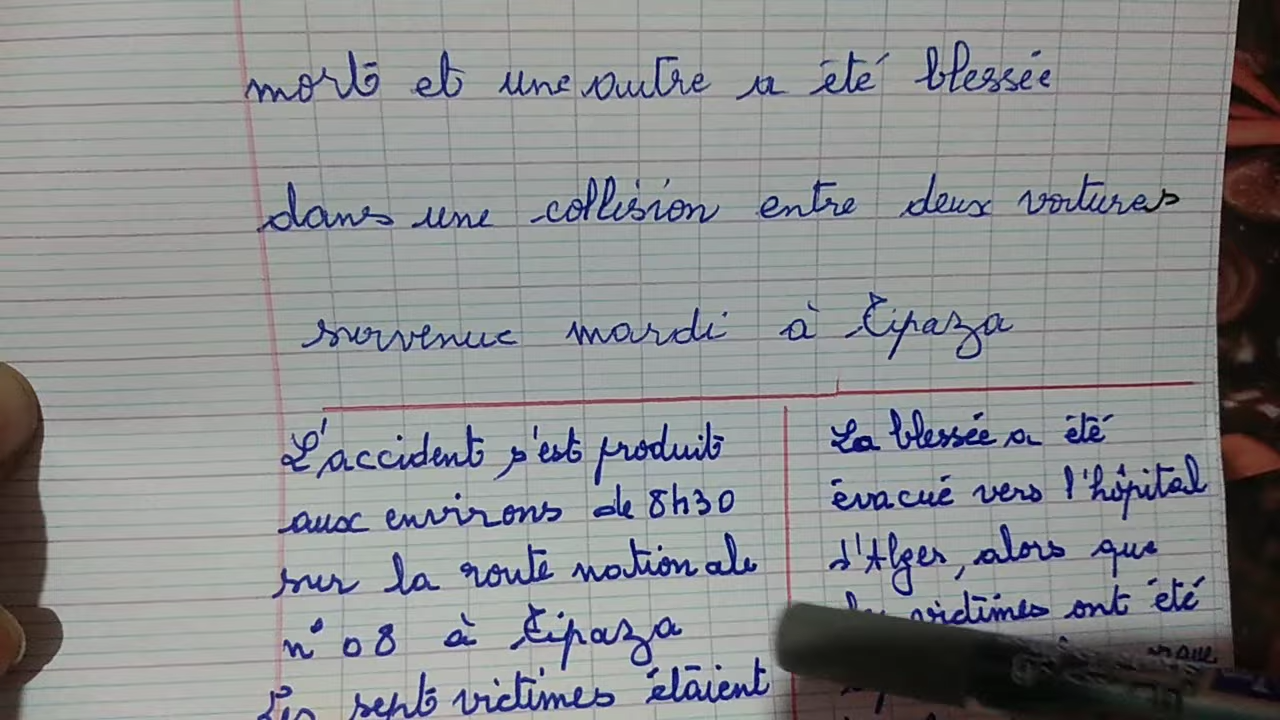 mort et une autre a été blessée
dans une collision entre deux voitures
survenue mardi à Tipaza
L'accident s'est produit
aux environs de 8h30
sur la route nationale
n° 08 à Tipaza
Les sept victimes étaient
La blessée a été
évacué vers l'hôpital
d'Alger, alors que
les victimes ont été